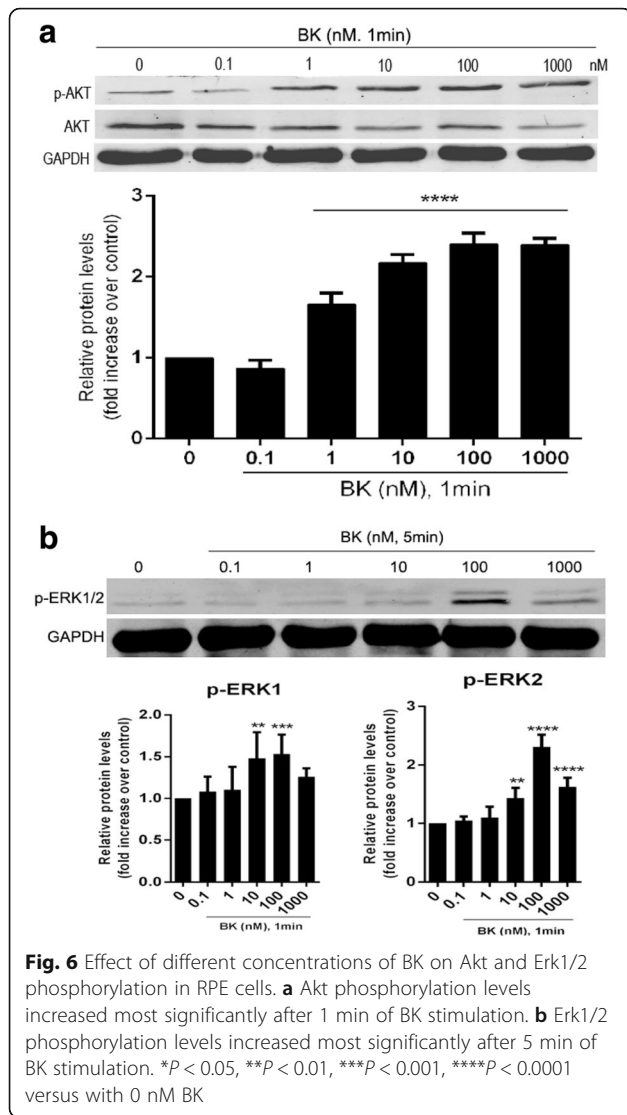 a
BK (nM. 1min)
0 0.1 1 10 100 1000 nM
p-AKT
AKT
GAPDH
****
3
2
1
0
Relative protein levels
(fold increase over control)
0 0.1 1 10 100 1000
BK (nM), 1min
b
BK (nM, 5min)
0 0.1 1 10 100 1000
p-ERK1/2
GAPDH
p-ERK1
2.0
1.5
1.0
0.5
0.0
Relative protein levels
(fold increase over control)
** ***
0 0.1 1 10 100 1000
BK (nM), 1min
p-ERK2
3
2
1
0
Relative protein levels
(fold increase over control)
** **** ****
0 0.1 1 10 100 1000
BK (nM), 1min
Fig. 6 Effect of different concentrations of BK on Akt and Erk1/2
phosphorylation in RPE cells. a Akt phosphorylation levels
increased most significantly after 1 min of BK stimulation. b Erk1/2
phosphorylation levels increased most significantly after 5 min of
BK stimulation. *P < 0.05, **P < 0.01, ***P < 0.001, ****P < 0.0001
versus with 0 nM BK